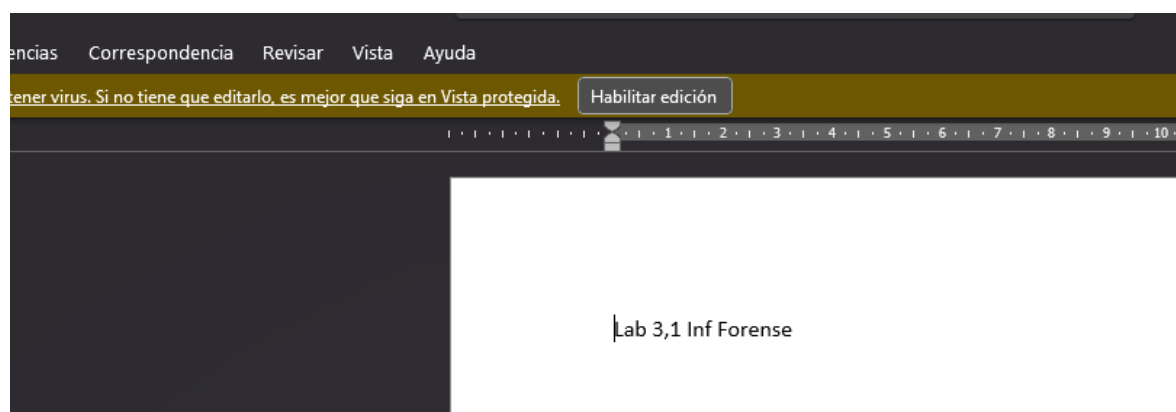 encias Correspondencia Revisar Vista Ayuda
tener virus. Si no tiene que editarlo, es mejor que siga en Vista protegida. Habilitar edición
1 2 3 4 5 6 7 8 9 10
Lab 3,1 Inf Forense